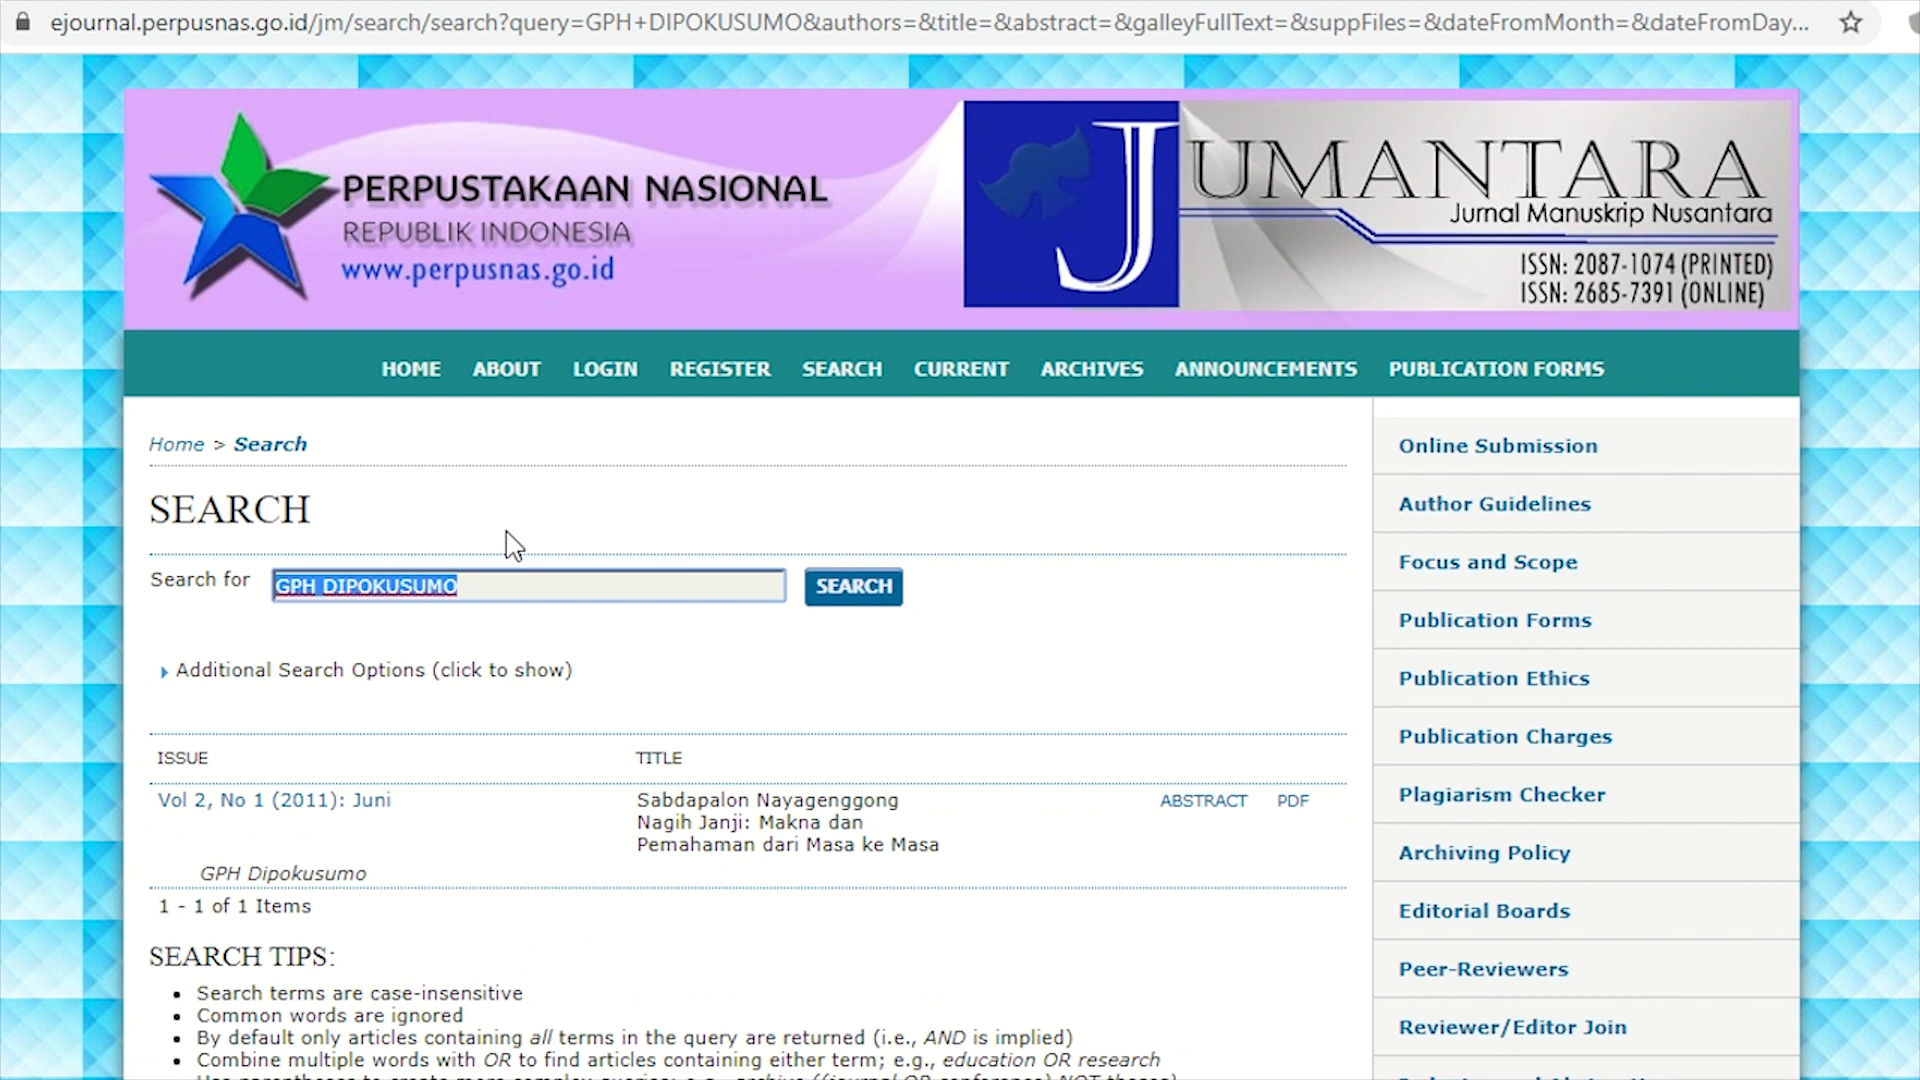 ejournal.perpusnas.go.id/jm/search/search?query=GPH+DIPOKUSUMO&authors=&title=&abstract=&galleyFullText=&suppFiles=&dateFromMonth=&dateFromDay...
PERPUSTAKAAN NASIONAL
REPUBLIK INDONESIA
www.perpusnas.go.id
JUMANTARA
Jurnal Manuskrip Nusantara
ISSN: 2087-1074 (PRINTED)
ISSN: 2685-7391 (ONLINE)
HOME ABOUT LOGIN REGISTER SEARCH CURRENT ARCHIVES ANNOUNCEMENTS PUBLICATION FORMS
Home > Search
SEARCH
Search for GPH DIPOKUSUMO SEARCH
Additional Search Options (click to show)
ISSUE TITLE
Vol 2, No 1 (2011): Juni Sabdapalon Nayagenggong ABSTRACT PDF
Nagih Janji: Makna dan
Pemahaman dari Masa ke Masa
GPH Dipokusumo
1 - 1 of 1 Items
SEARCH TIPS:
• Search terms are case-insensitive
• Common words are ignored
• By default only articles containing all terms in the query are returned (i.e., AND is implied)
• Combine multiple words with OR to find articles containing either term; e.g., education OR research
Online Submission
Author Guidelines
Focus and Scope
Publication Forms
Publication Ethics
Publication Charges
Plagiarism Checker
Archiving Policy
Editorial Boards
Peer-Reviewers
Reviewer/Editor Join